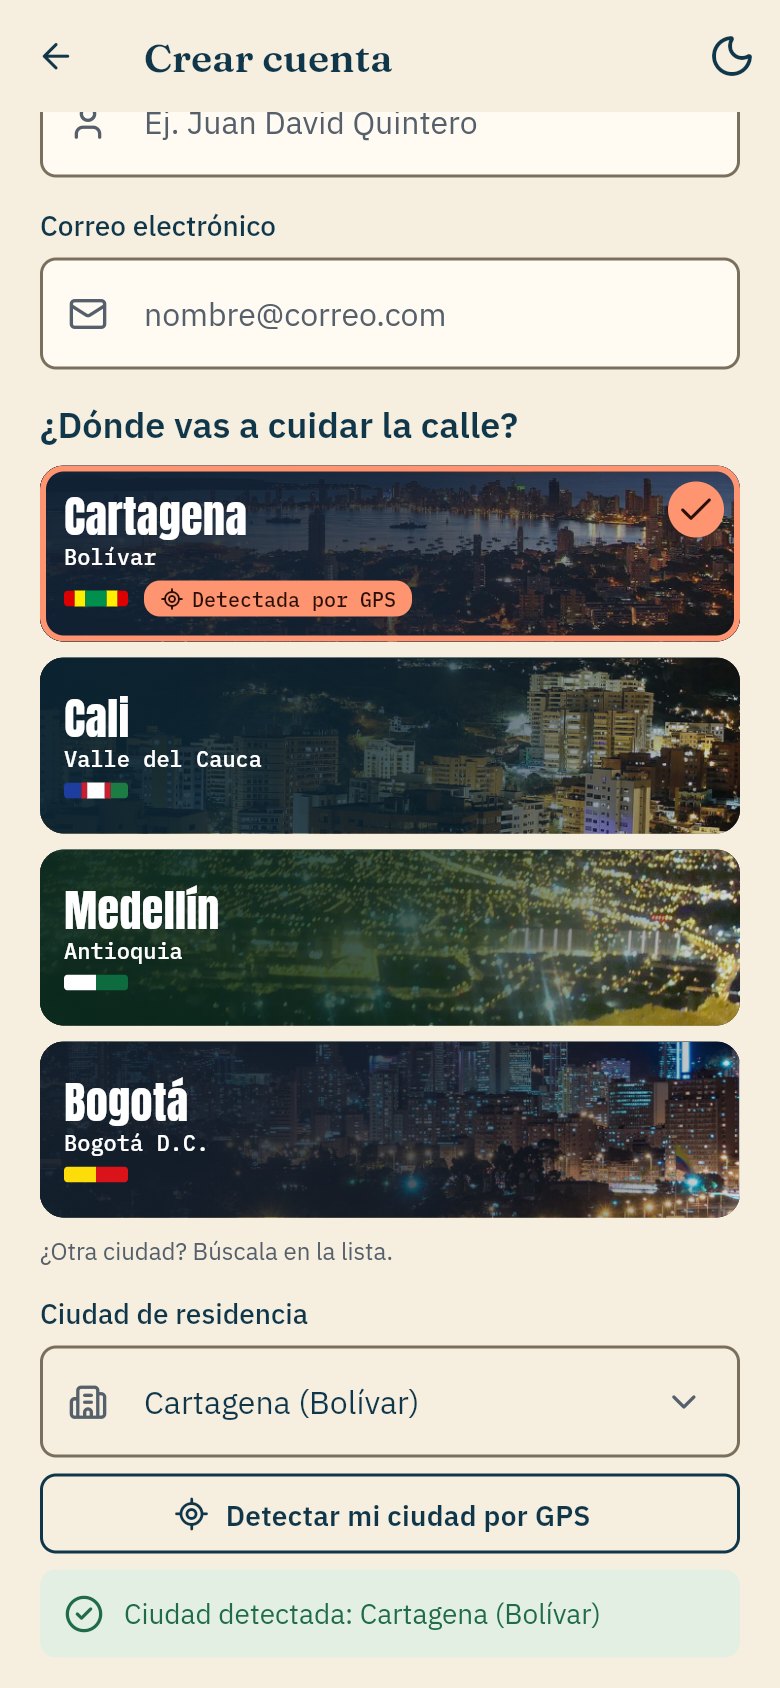 Crear cuenta
Ej. Juan David Quintero
Correo electrónico
nombre@correo.com
¿Dónde vas a cuidar la calle?
Cartagena
Bolívar
Detectada por GPS
Cali
Valle del Cauca
Medellín
Antioquia
Bogotá
Bogotá D.C.
¿Otra ciudad? Búscala en la lista.
Ciudad de residencia
Cartagena (Bolívar)
Detectar mi ciudad por GPS
Ciudad detectada: Cartagena (Bolívar)